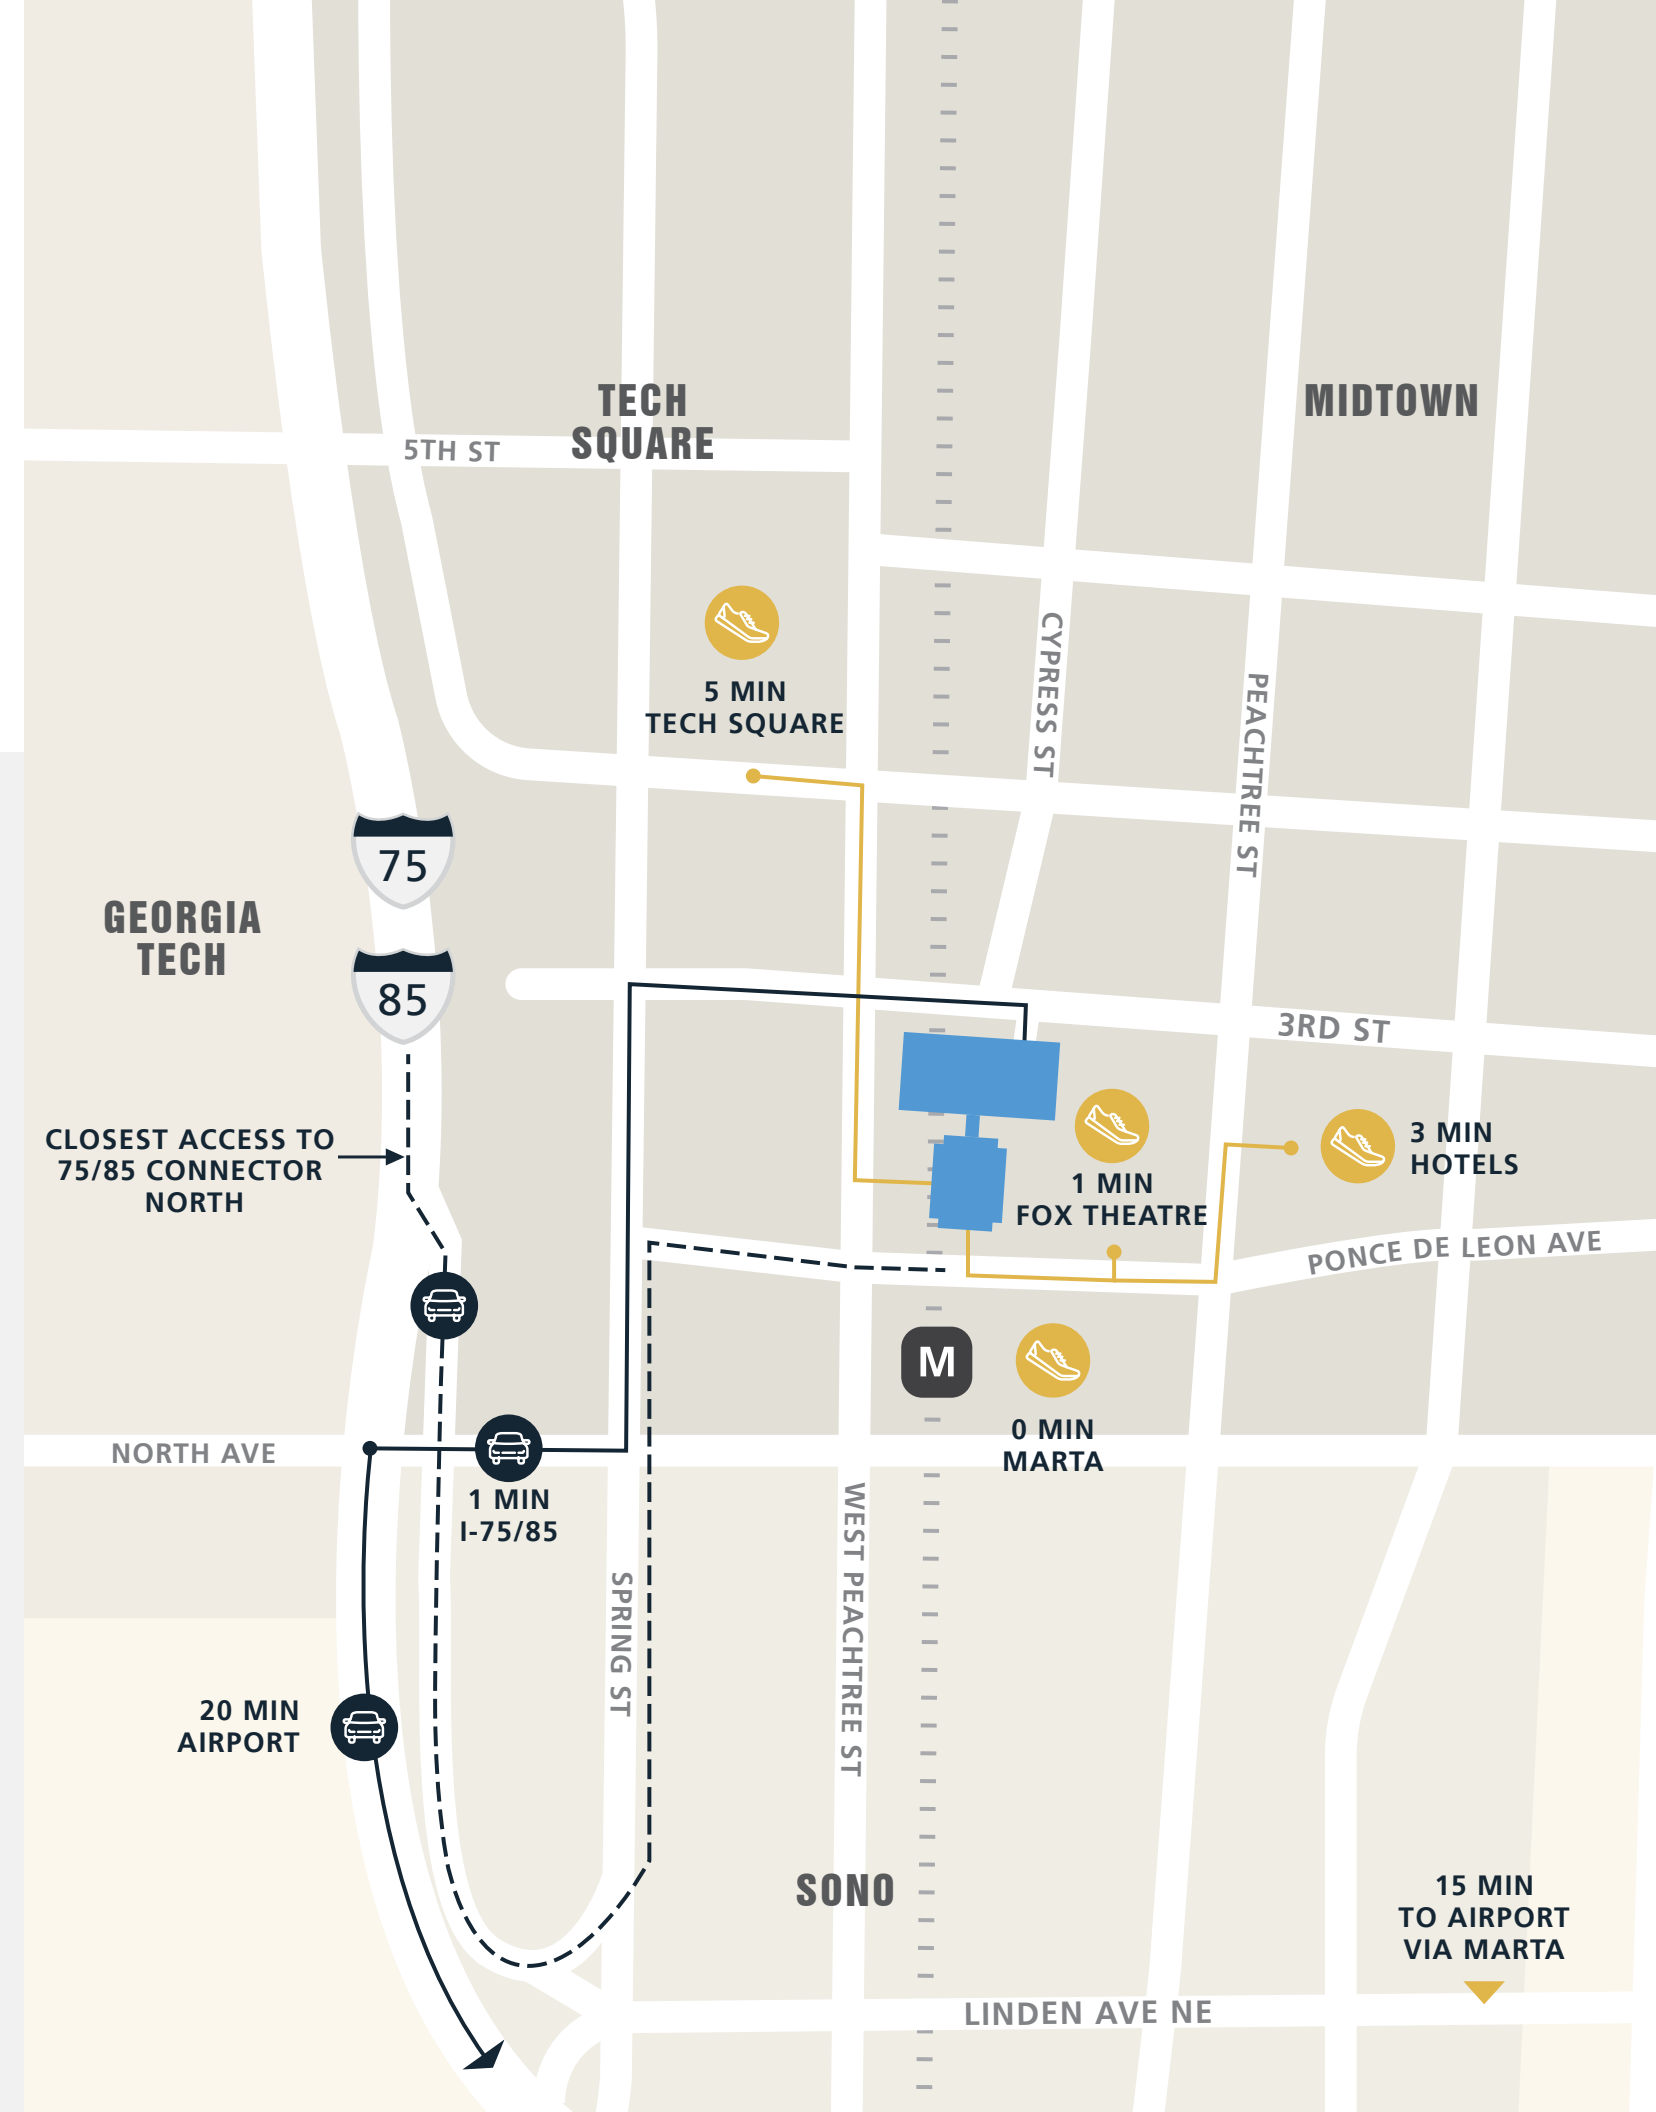 TECH
SQUARE
MIDTOWN
5TH ST
5 MIN
TECH SQUARE
CYPRESS ST
PEACHTREE ST
75
GEORGIA
TECH
85
3RD ST
CLOSEST ACCESS TO
75/85 CONNECTOR
NORTH
3 MIN
HOTELS
1 MIN
FOX THEATRE
PONCE DE LEON AVE
M
0 MIN
MARTA
NORTH AVE
1 MIN
I-75/85
WEST PEACHTREE ST
SPRING ST
20 MIN
AIRPORT
SONO
15 MIN
TO AIRPORT
VIA MARTA
LINDEN AVE NE